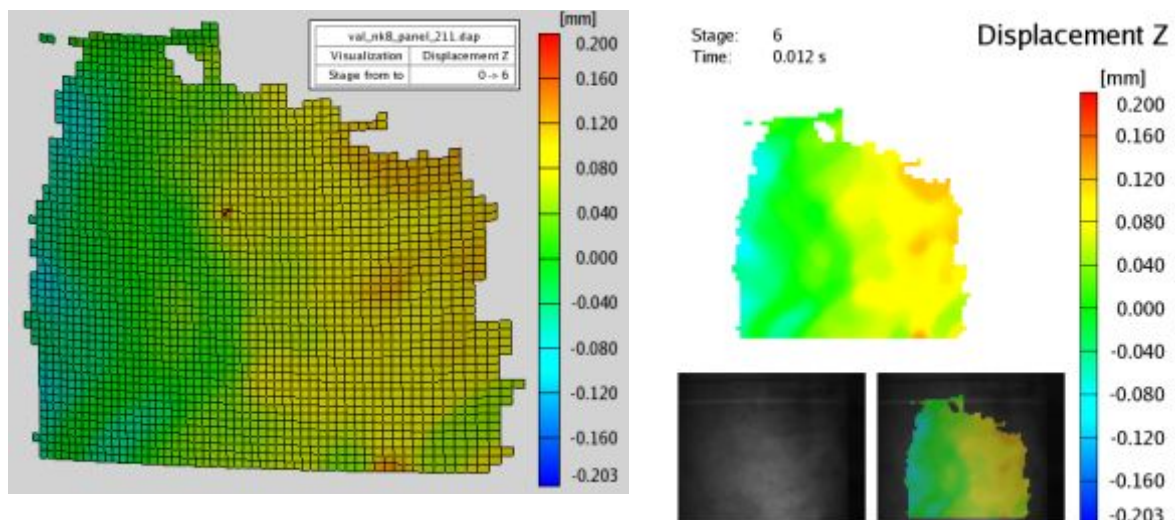 val_nk8_panel_211.dap
Visualization Displacement Z
Stage from to 0 -> 6
[mm]
0.200
0.160
0.120
0.080
0.040
0.000
-0.040
-0.080
-0.120
-0.160
-0.203
Stage: 6
Time: 0.012 s
Displacement Z
[mm]
0.200
0.160
0.120
0.080
0.040
0.000
-0.040
-0.080
-0.120
-0.160
-0.203